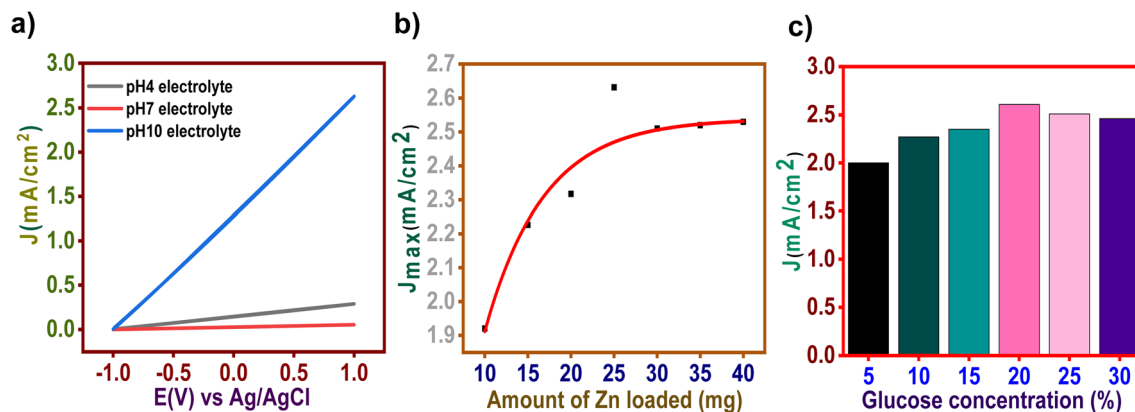 a)
3.0
2.5
2.0
1.5
1.0
0.5
0.0
J(mA/cm²)
pH4 electrolyte
pH7 electrolyte
pH10 electrolyte
-1.0 -0.5 0.0 0.5 1.0
E(V) vs Ag/AgCl
b)
2.7
2.6
2.5
2.3
2.2
2.1
2.0
1.9
Jmax(mA/cm²)
10 15 20 25 30 35 40
Amount of Zn loaded (mg)
c)
3.0
2.5
2.0
1.5
1.0
0.5
0.0
J(mA/cm²)
5 10 15 20 25 30
Glucose concentration (%)